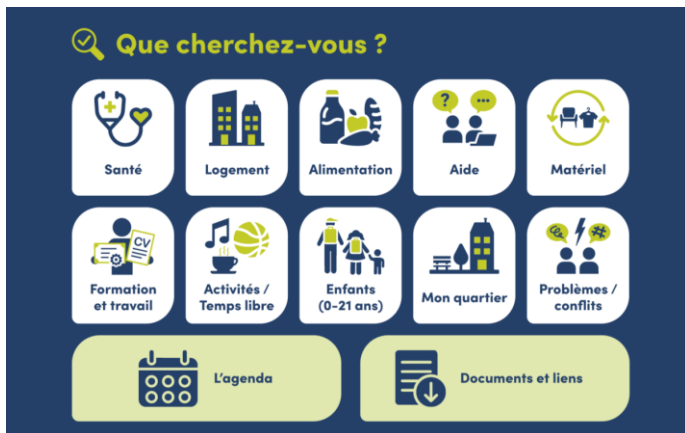 Que cherchez-vous ?
Santé
Logement
Alimentation
?
...
Aide
Matériel
CV
Formation
et travail
Activités /
Temps libre
Enfants
(0-21 ans)
Mon quartier
#
Problèmes /
conflits
L'agenda
Documents et liens